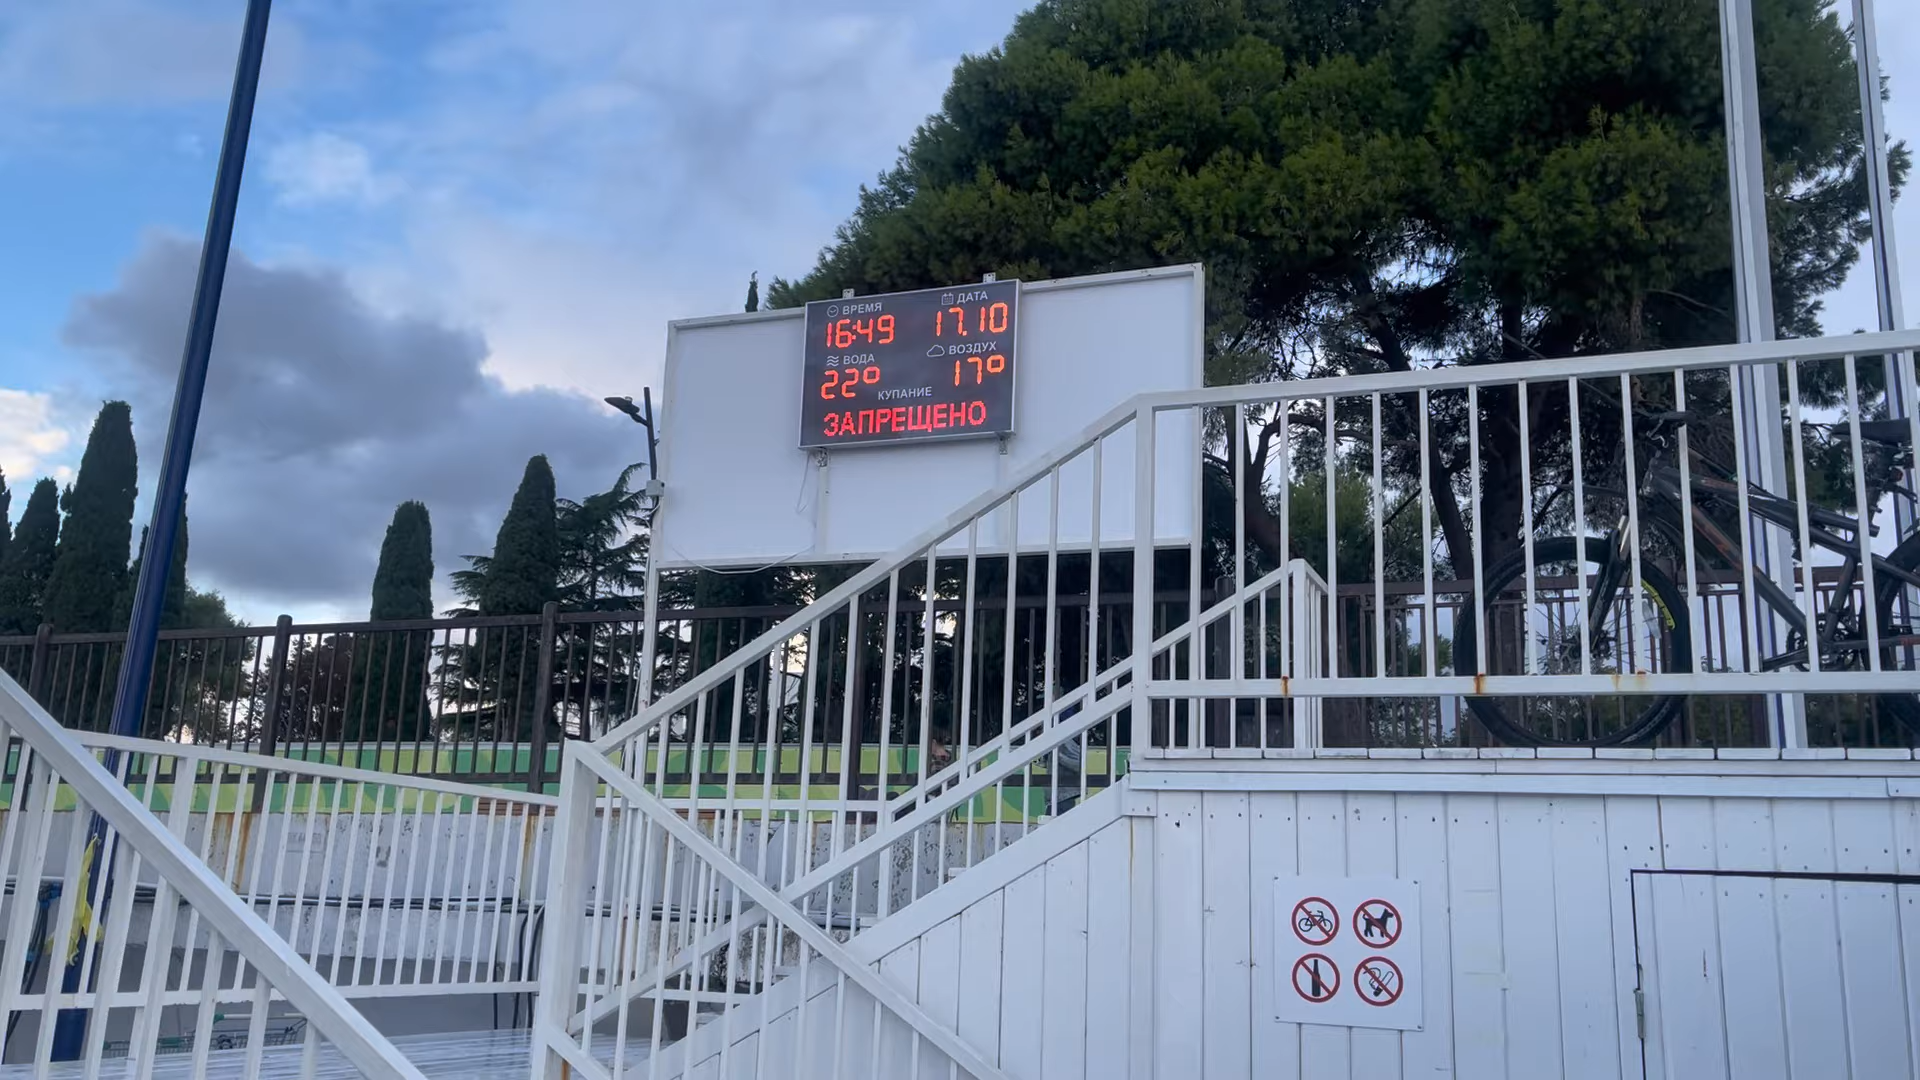 ВРЕМЯ ДАТА
16:49 17.10
ВОДА ВОЗДУХ
22° 17°
КУПАНИЕ
ЗАПРЕЩЕНО